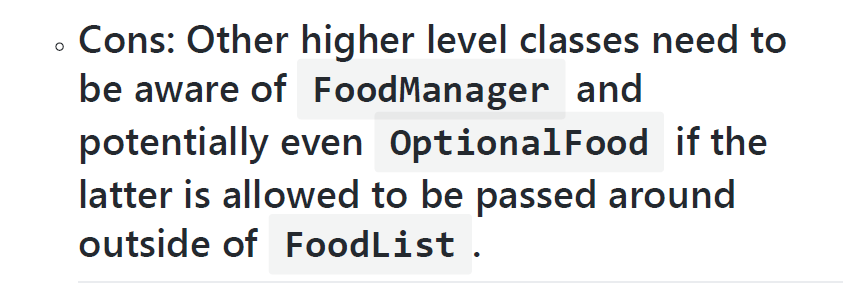 Cons: Other higher level classes need to
be aware of FoodManager and
potentially even OptionalFood if the
latter is allowed to be passed around
outside of FoodList.